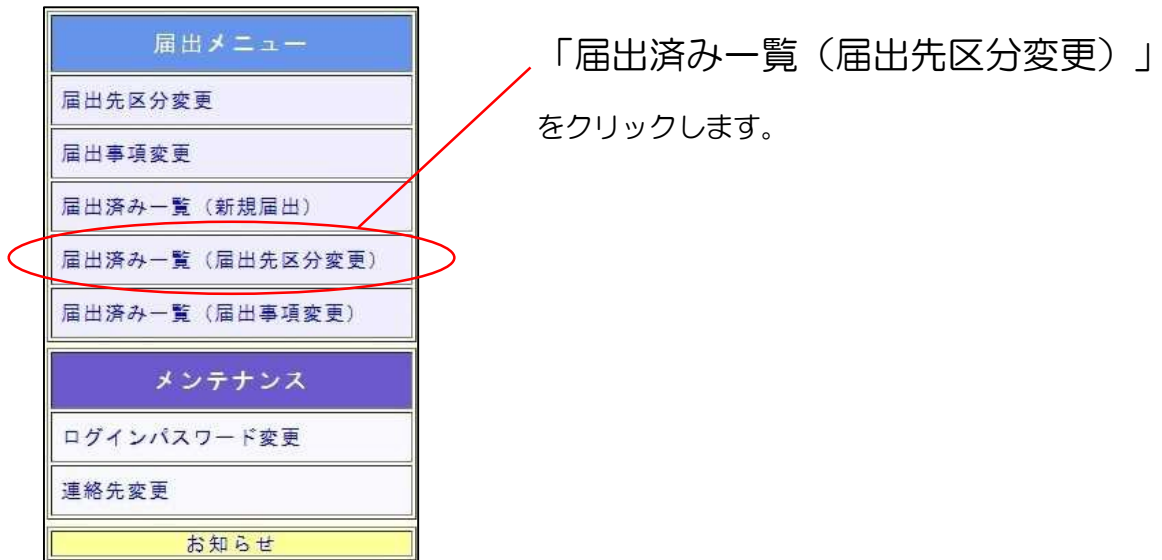 届出メニュー
届出先区分変更
届出事項変更
届出済み一覧（新規届出）
届出済み一覧（届出先区分変更）
届出済み一覧（届出事項変更）
メンテナンス
ログインパスワード変更
連絡先変更
お知らせ
「届出済み一覧（届出先区分変更）」
をクリックします。